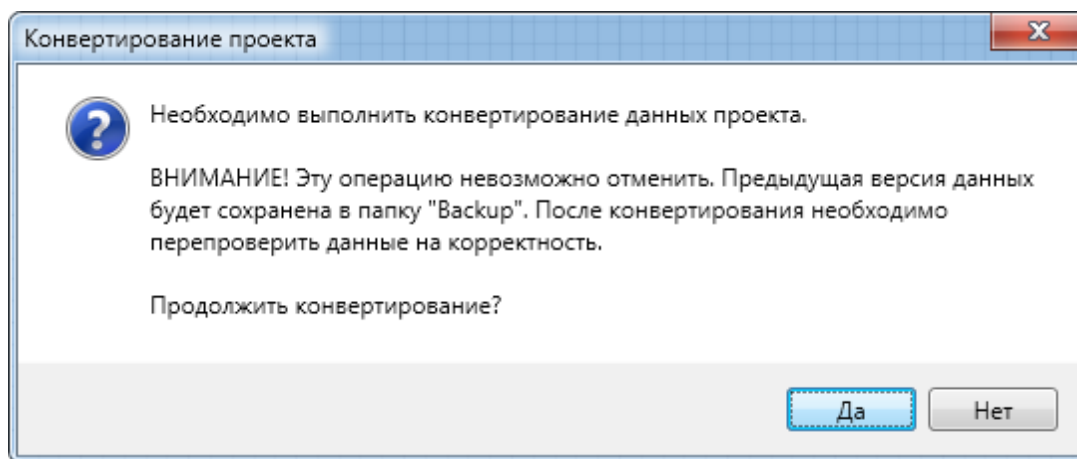 Конвертирование проекта
Необходимо выполнить конвертирование данных проекта.
ВНИМАНИЕ! Эту операцию невозможно отменить. Предыдущая версия данных
будет сохранена в папку "Backup". После конвертирования необходимо
перепроверить данные на корректность.
Продолжить конвертирование?
Да
Нет